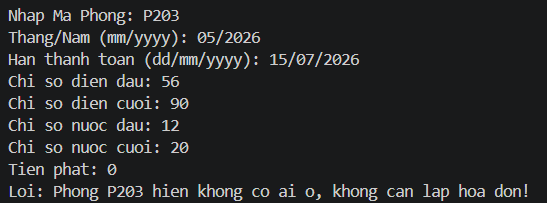 Nhap Ma Phong: P203
Thang/Nam (mm/yyyy): 05/2026
Han thanh toan (dd/mm/yyyy): 15/07/2026
Chi so dien dau: 56
Chi so dien cuoi: 90
Chi so nuoc dau: 12
Chi so nuoc cuoi: 20
Tien phat: 0
Loi: Phong P203 hien khong co ai o, khong can lap hoa don!